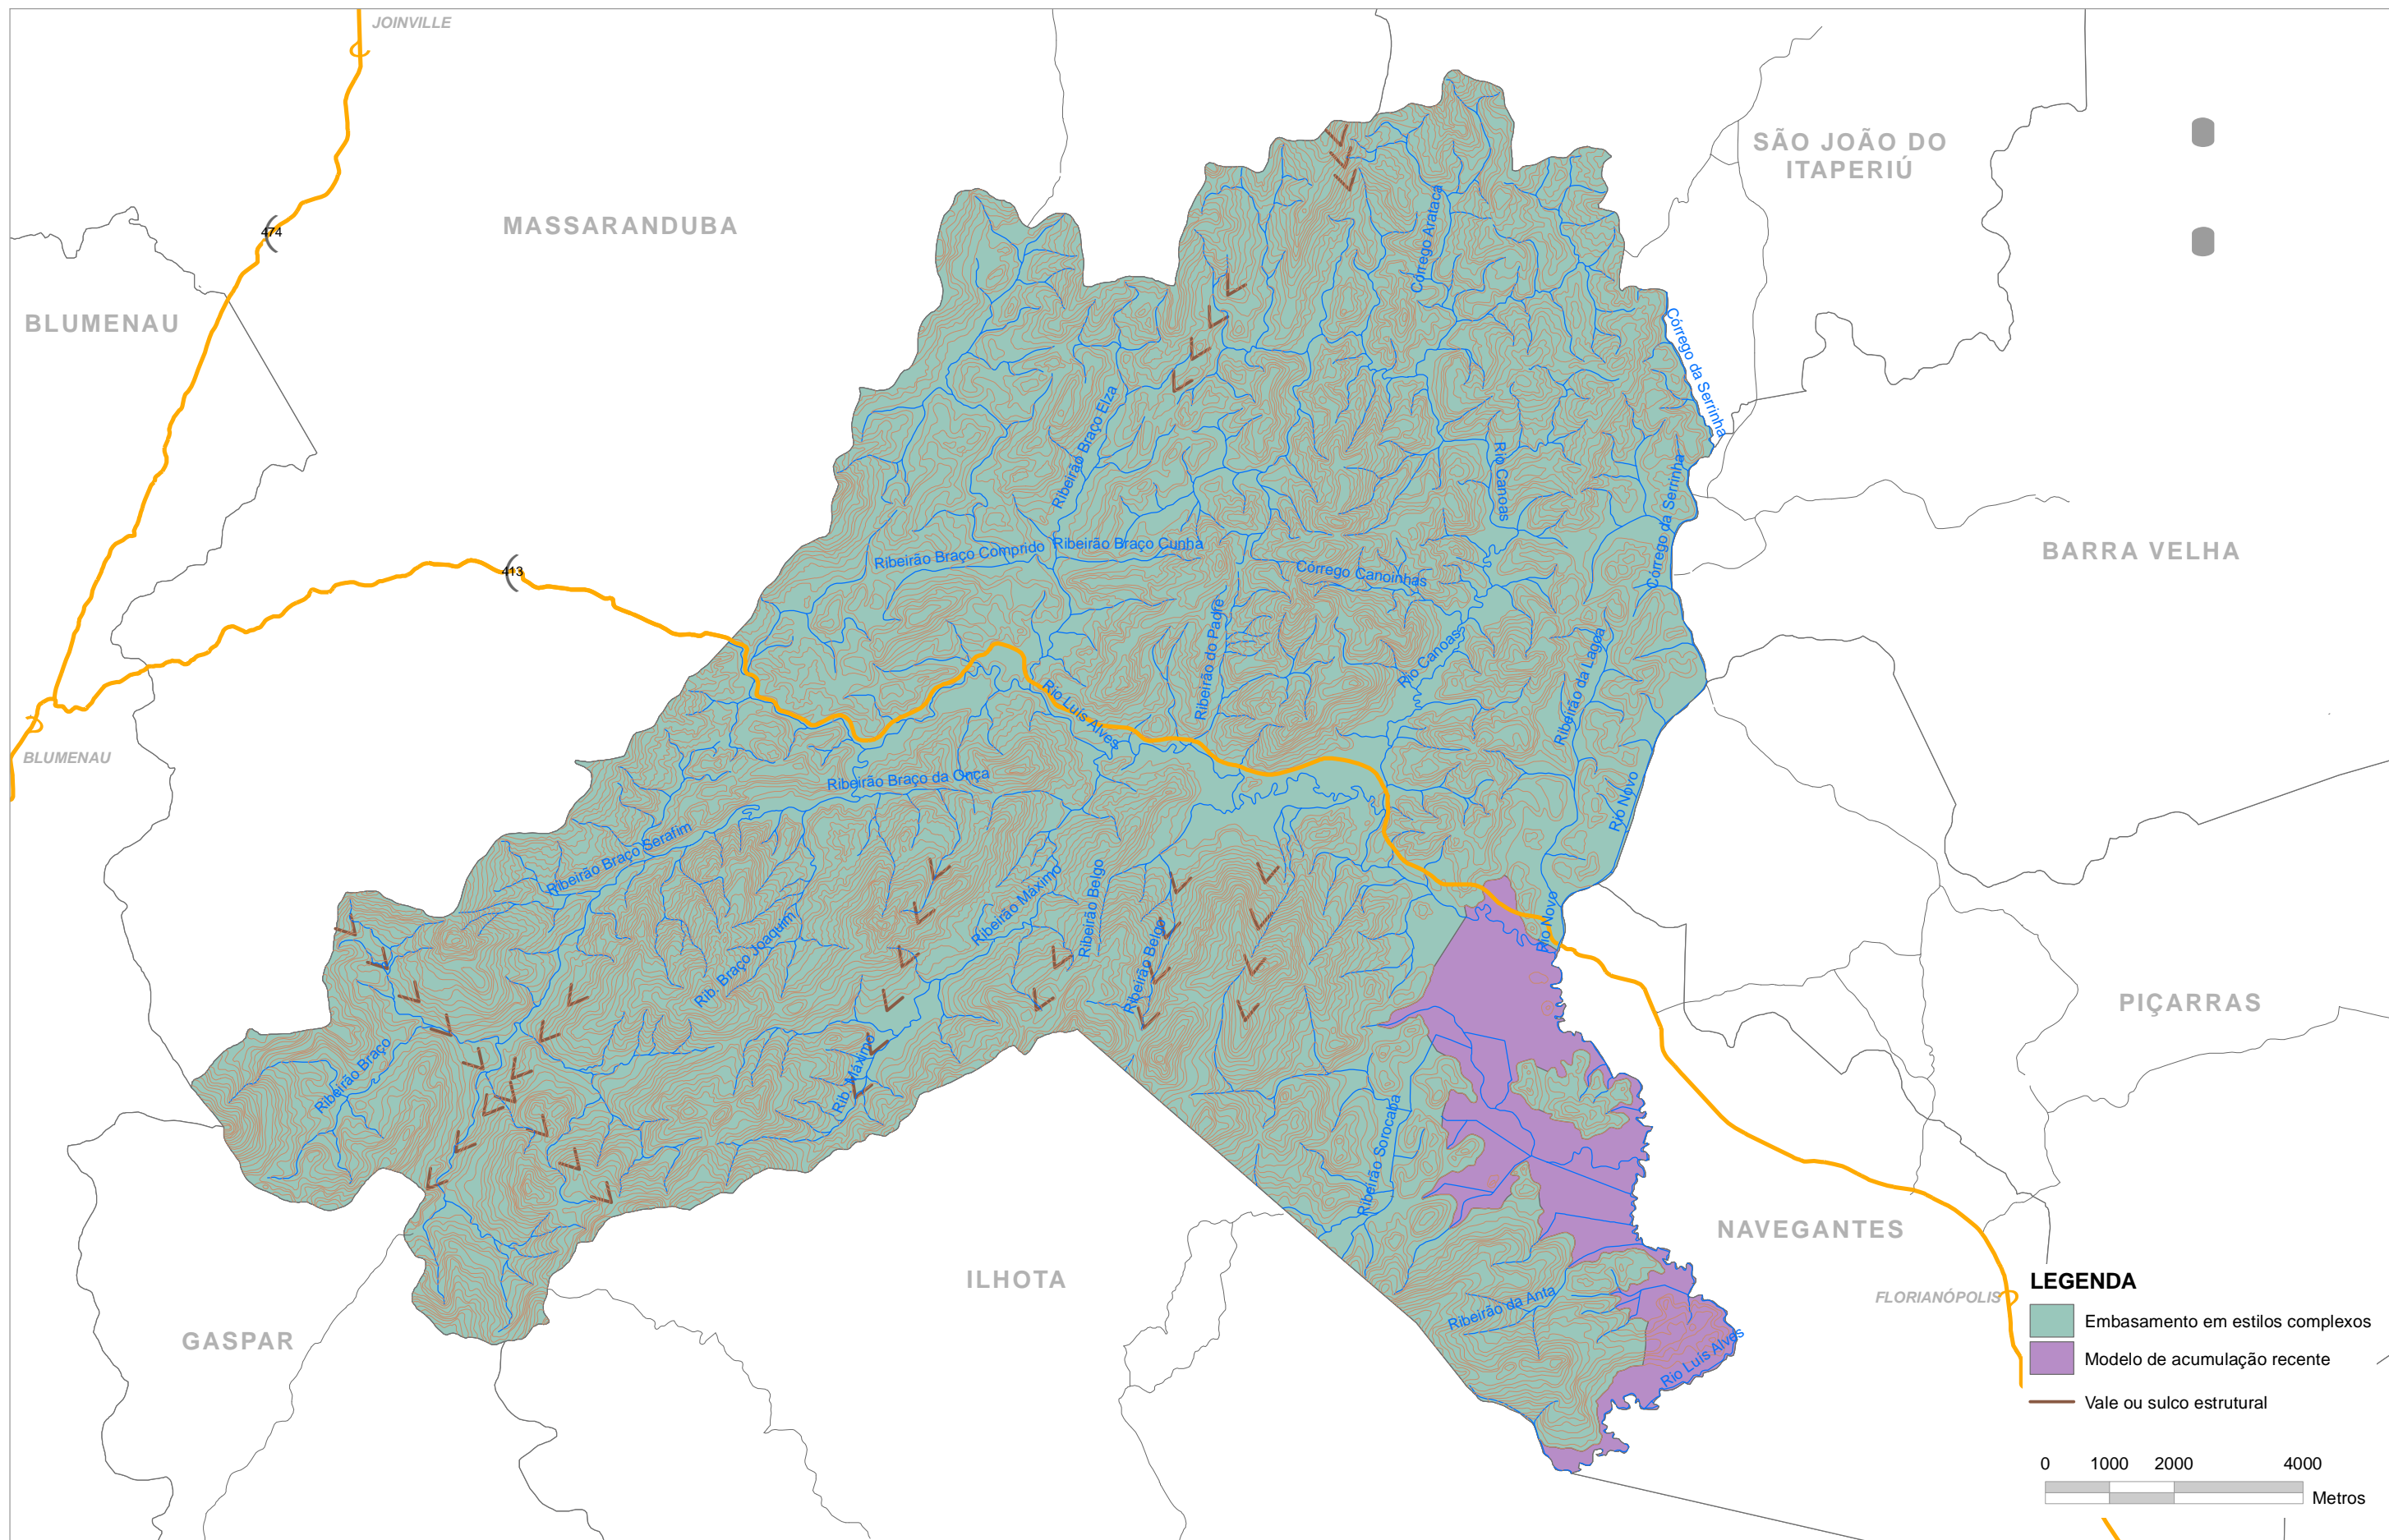 JOINVILLE
SÃO JOÃO DO
ITAPERIÚ
MASSARANDUBA
474
Córrego Arataca
BLUMENAU
Córrego da Serrinha
Ribeirão Braço Elza
Rio Canoas
Córrego da Serrinha
Ribeirão Braço Comprido
Ribeirão Braço Cunha
BARRA VELHA
413
Córrego Canoinhas
Ribeirão do Padre
Rio Canoas
Ribeirão da Lagoa
Rio Luís Alves
BLUMENAU
Ribeirão Braço da Onça
Rio Novo
Ribeirão Braço Serafim
Ribeirão Máximo
Ribeirão Belgo
Rib. Braço Joaquim
Ribeirão Belgo
Rio Novo
PIÇARRAS
Ribeirão Braço
Rib. Máximo
Ribeirão Sorocaba
NAVEGANTES
ILHOTA
LEGENDA
FLORIANÓPOLIS
Ribeirão da Anta
Embasamento em estilos complexos
GASPAR
Rio Luís Alves
Modelo de acumulação recente
Vale ou sulco estrutural
0 1000 2000 4000
Metros